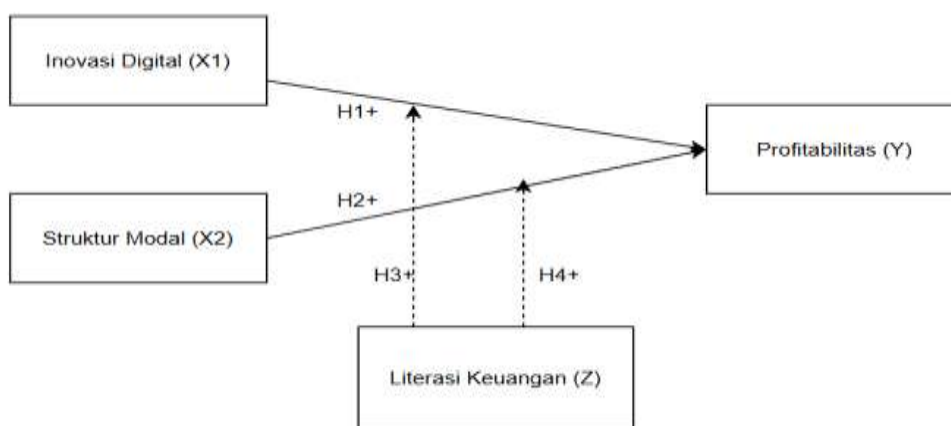 Inovasi Digital (X1)
H1+
Profitabilitas (Y)
H2+
Struktur Modal (X2)
H3+
H4+
Literasi Keuangan (Z)